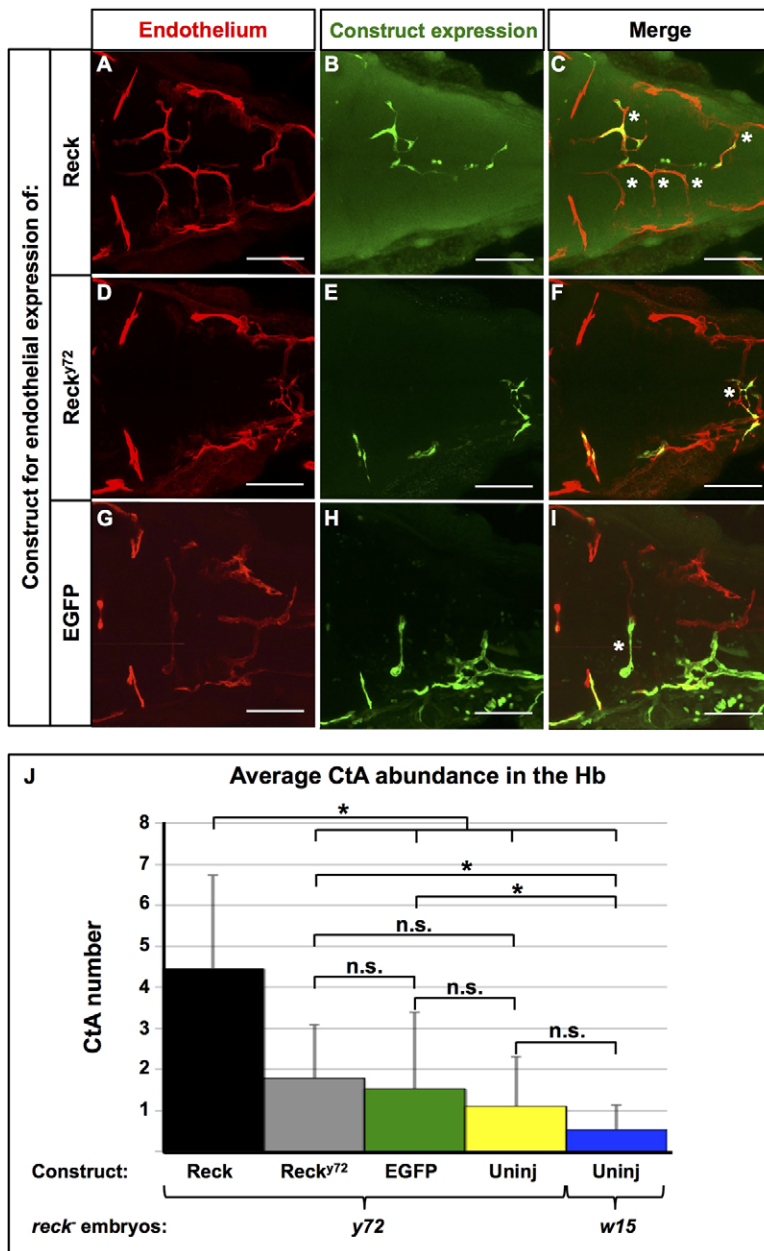 Endothelium Construct expression Merge
Construct for endothelial expression of:
Reck
A B C
* * * * *
Reck^y72
D E F
*
EGFP
G H I
*
J Average CtA abundance in the Hb
CtA number
8
7
6
5
4
3
2
1
*
*
*
n.s.
n.s.
n.s.
n.s.
Construct: Reck Reck^y72 EGFP Uninj Uninj
reck⁻ embryos: y72 w15